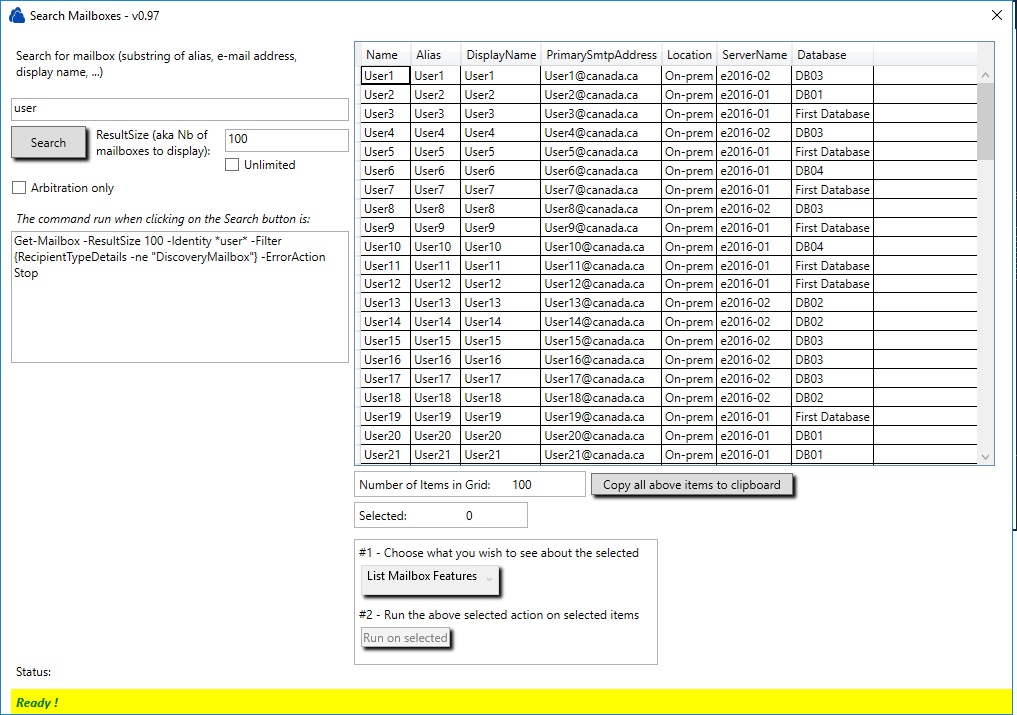 Search Mailboxes - v0.97
Search for mailbox (substring of alias, e-mail address,
display name, ...)
user
Search
ResultSize (aka Nb of
mailboxes to display):
100
Unlimited
Arbitration only
The command run when clicking on the Search button is:
Get-Mailbox -ResultSize 100 -Identity *user* -Filter
{RecipientTypeDetails -ne "DiscoveryMailbox"} -ErrorAction
Stop
Name Alias DisplayName PrimarySmtpAddress Location ServerName Database
User1 User1 User1 User1@canada.ca On-prem e2016-02 DB03
User2 User2 User2 User2@canada.ca On-prem e2016-01 DB01
User3 User3 User3 User3@canada.ca On-prem e2016-01 First Database
User4 User4 User4 User4@canada.ca On-prem e2016-02 DB03
User5 User5 User5 User5@canada.ca On-prem e2016-01 First Database
User6 User6 User6 User6@canada.ca On-prem e2016-01 DB04
User7 User7 User7 User7@canada.ca On-prem e2016-01 First Database
User8 User8 User8 User8@canada.ca On-prem e2016-02 DB03
User9 User9 User9 User9@canada.ca On-prem e2016-01 First Database
User10 User10 User10 User10@canada.ca On-prem e2016-01 DB04
User11 User11 User11 User11@canada.ca On-prem e2016-01 First Database
User12 User12 User12 User12@canada.ca On-prem e2016-01 First Database
User13 User13 User13 User13@canada.ca On-prem e2016-02 DB02
User14 User14 User14 User14@canada.ca On-prem e2016-02 DB02
User15 User15 User15 User15@canada.ca On-prem e2016-02 DB03
User16 User16 User16 User16@canada.ca On-prem e2016-02 DB03
User17 User17 User17 User17@canada.ca On-prem e2016-02 DB03
User18 User18 User18 User18@canada.ca On-prem e2016-02 DB02
User19 User19 User19 User19@canada.ca On-prem e2016-01 First Database
User20 User20 User20 User20@canada.ca On-prem e2016-01 DB01
User21 User21 User21 User21@canada.ca On-prem e2016-01 DB01
Number of Items in Grid: 100
Copy all above items to clipboard
Selected: 0
#1 - Choose what you wish to see about the selected
List Mailbox Features
#2 - Run the above selected action on selected items
Run on selected
Status:
Ready !